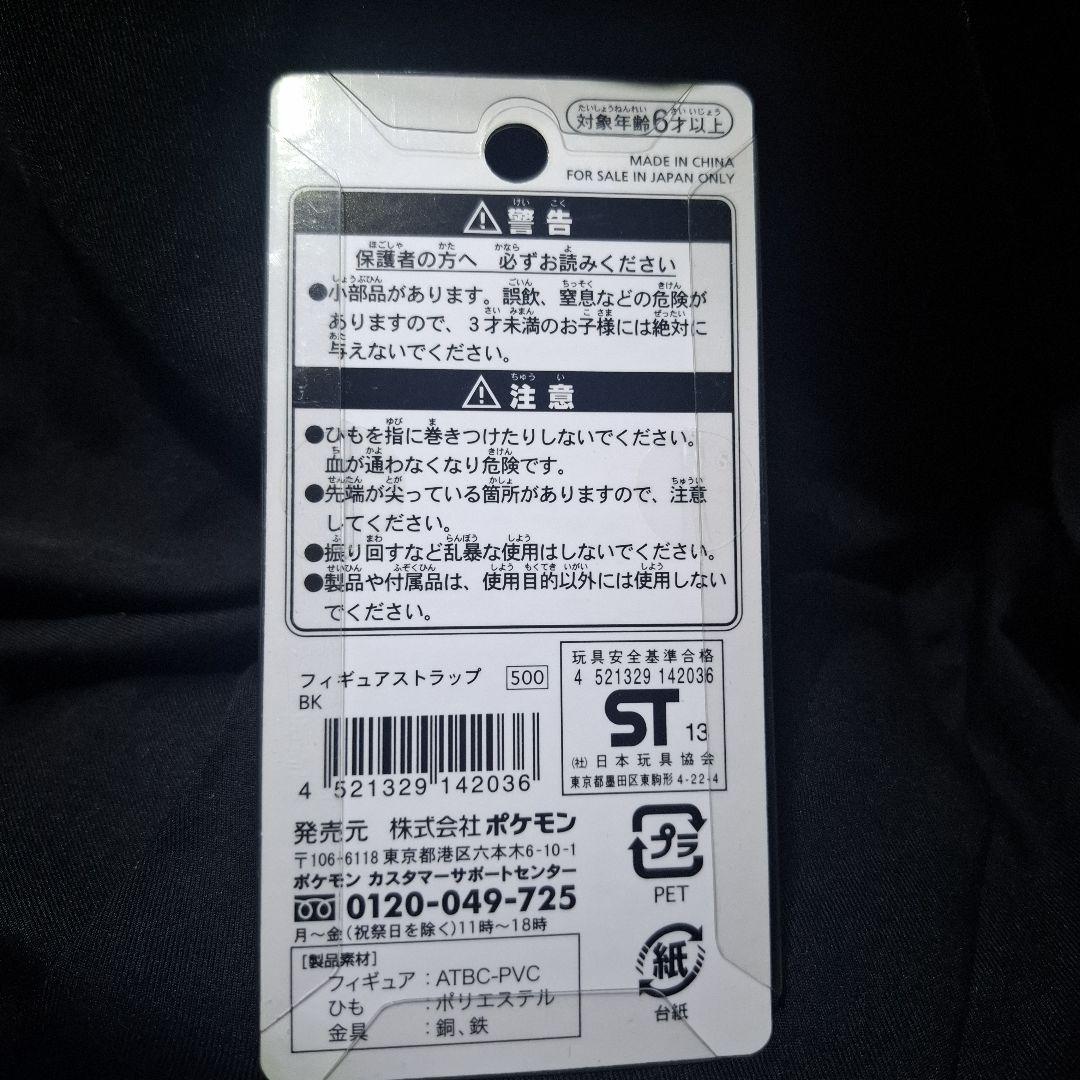 対象年齢6才以上
MADE IN CHINA
FOR SALE IN JAPAN ONLY
警告
保護者の方へ 必ずお読みください
●小部品があります。誤飲、窒息などの危険が
ありますので、3才未満のお子様には絶対に
与えないでください。
注意
●ひもを指に巻きつけたりしないでください。
血が通わなくなり危険です。
●先端が尖っている箇所がありますので、注意
してください。
●振り回すなど乱暴な使用はしないでください。
●製品や付属品は、使用目的以外には使用しない
でください。
フィギュアストラップ 500
BK
4 521329 142036
玩具安全基準合格
4 521329 142036
ST 13
(社)日本玩具協会
東京都墨田区東駒形4-22-4
発売元 株式会社ポケモン
〒106-6118 東京都港区六本木6-10-1
ポケモン カスタマーサポートセンター
0120-049-725
月〜金(祝祭日を除く)11時〜18時
[製品素材]
フィギュア:ATBC-PVC
ひも:ポリエステル
金具:銅、鉄
プラ
PET
紙
台紙